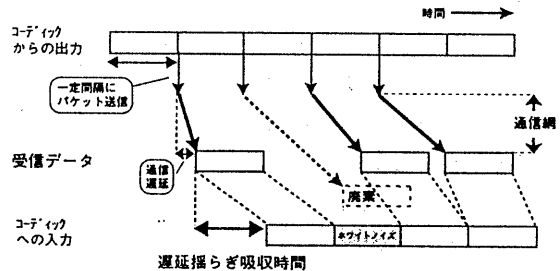 時間
コーディック
からの出力
一定間隔に
パケット送信
通信網
受信データ
通信
遅延
廃棄
コーディック
への入力
ホワイトノイズ
遅延揺らぎ吸収時間